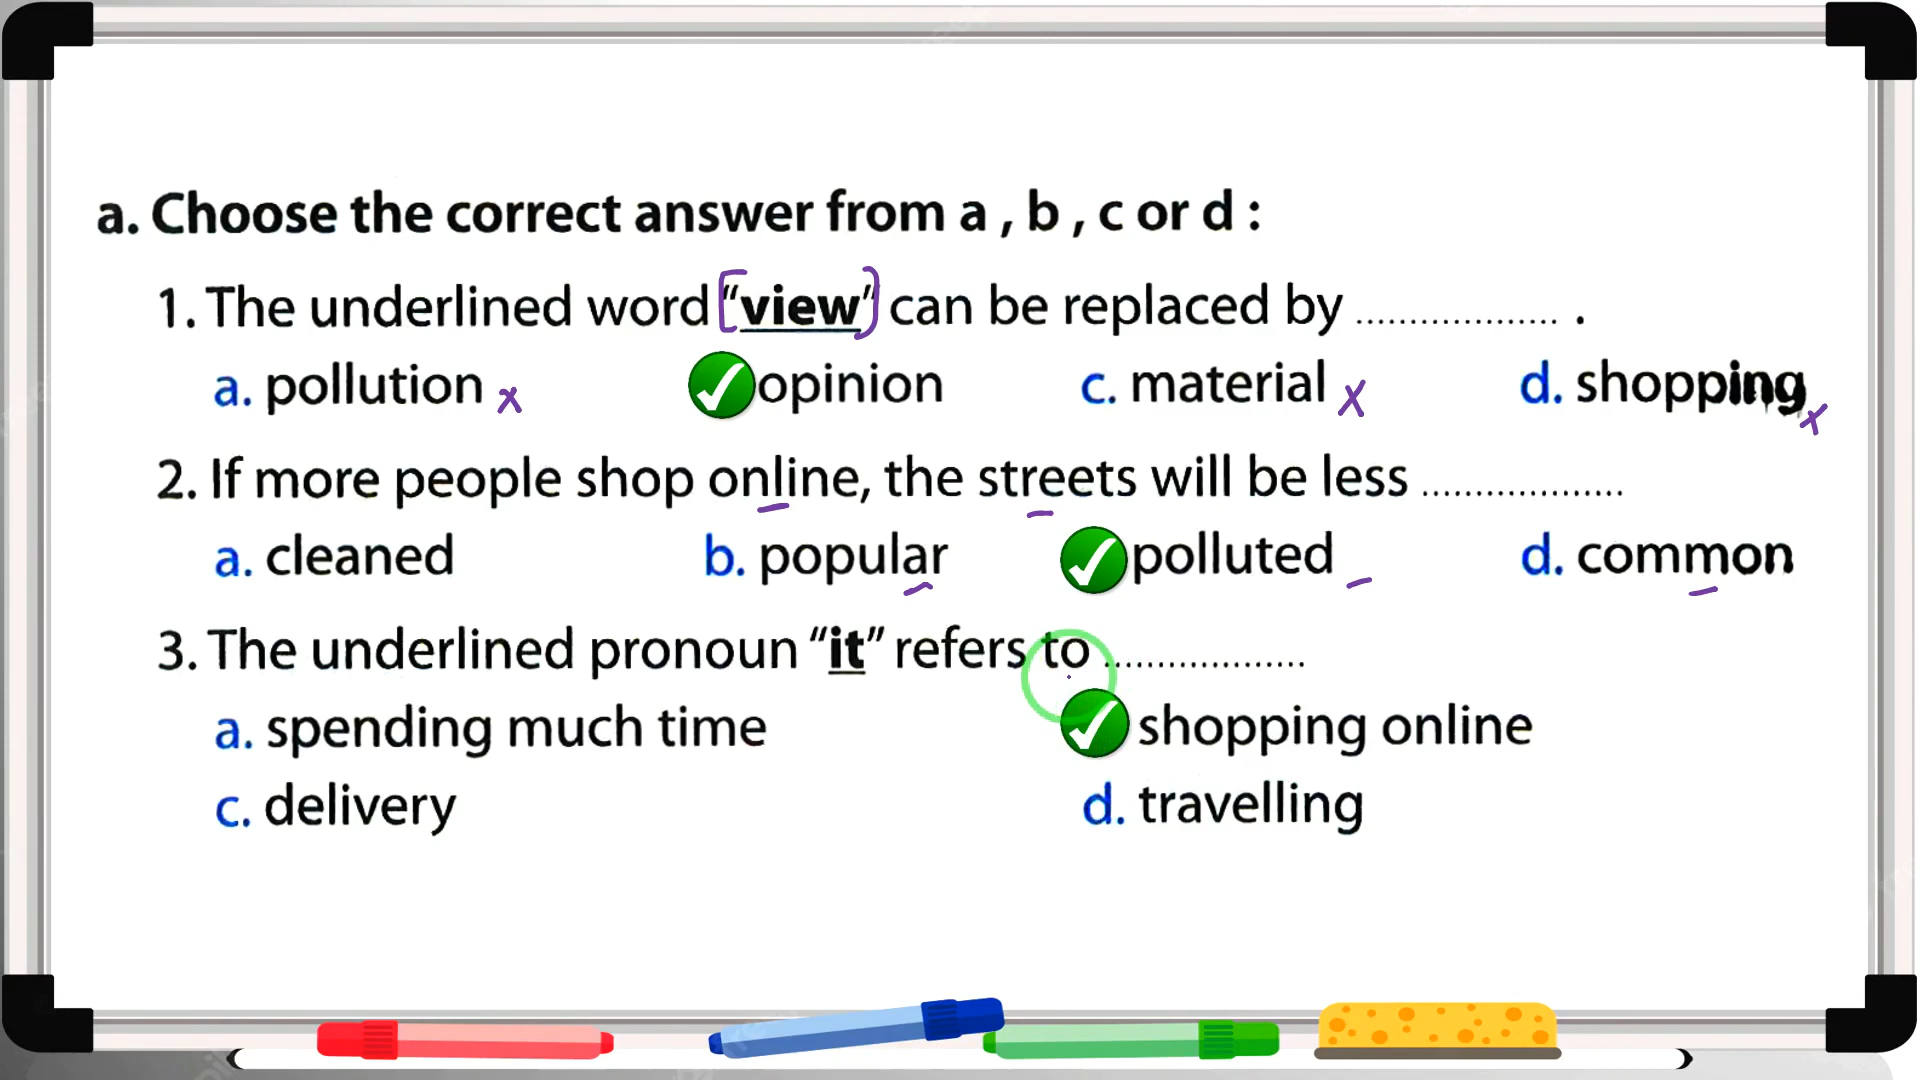 a. Choose the correct answer from a , b , c or d :
1. The underlined word “view” can be replaced by ................... .
a. pollution x opinion c. material x d. shopping x
2. If more people shop online, the streets will be less ...................
a. cleaned b. popular polluted d. common
3. The underlined pronoun “it” refers to ...................
a. spending much time shopping online
c. delivery d. travelling